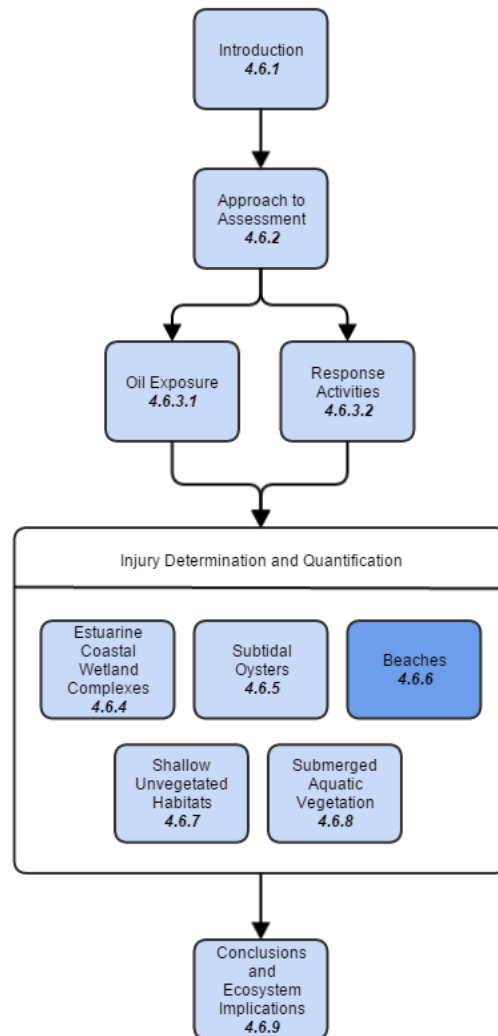 Introduction
4.6.1
Approach to
Assessment
4.6.2
Oil Exposure
4.6.3.1
Response
Activities
4.6.3.2
Injury Determination and Quantification
Estuarine
Coastal
Wetland
Complexes
4.6.4
Subtidal
Oysters
4.6.5
Beaches
4.6.6
Shallow
Unvegetated
Habitats
4.6.7
Submerged
Aquatic
Vegetation
4.6.8
Conclusions
and
Ecosystem
Implications
4.6.9